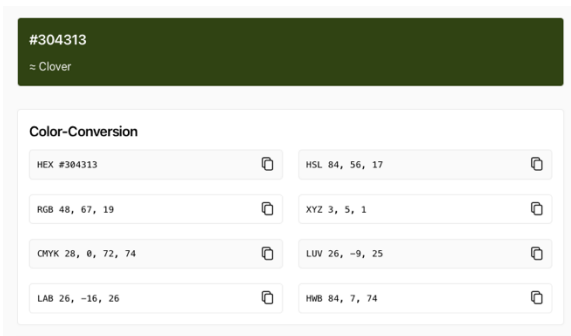 #304313
≈ Clover
Color-Conversion
HEX #304313
HSL 84, 56, 17
RGB 48, 67, 19
XYZ 3, 5, 1
CMYK 28, 0, 72, 74
LUV 26, -9, 25
LAB 26, -16, 26
HWB 84, 7, 74